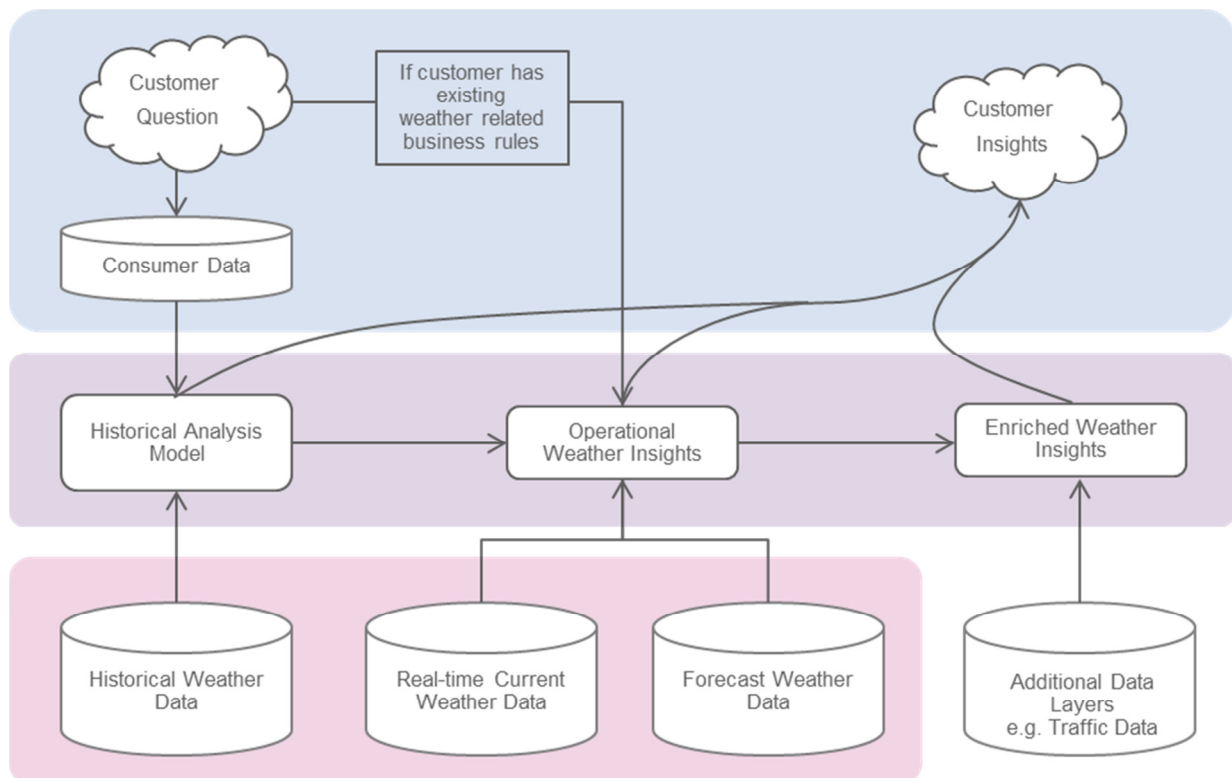 Customer
Question
If customer has
existing
weather related
business rules
Customer
Insights
Consumer Data
Historical Analysis
Model
Operational
Weather Insights
Enriched Weather
Insights
Historical Weather
Data
Real-time Current
Weather Data
Forecast Weather
Data
Additional Data
Layers
e.g. Traffic Data